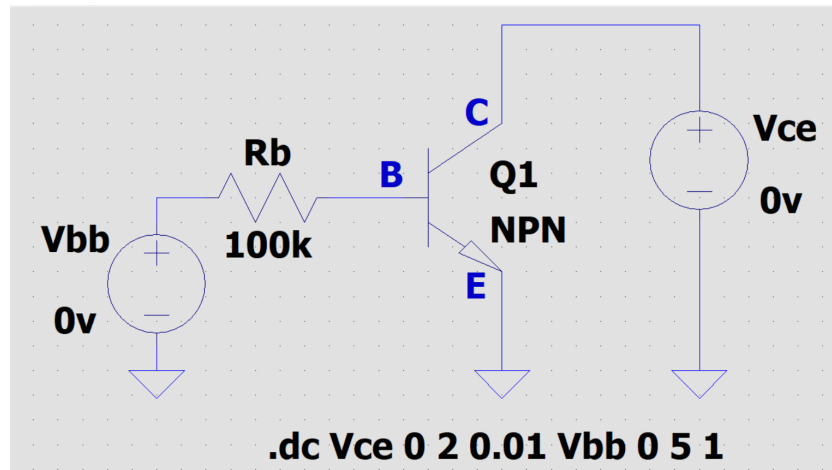 C
Vce
Rb
B
Q1
0v
Vbb
100k
NPN
E
0v
.dc Vce 0 2 0.01 Vbb 0 5 1